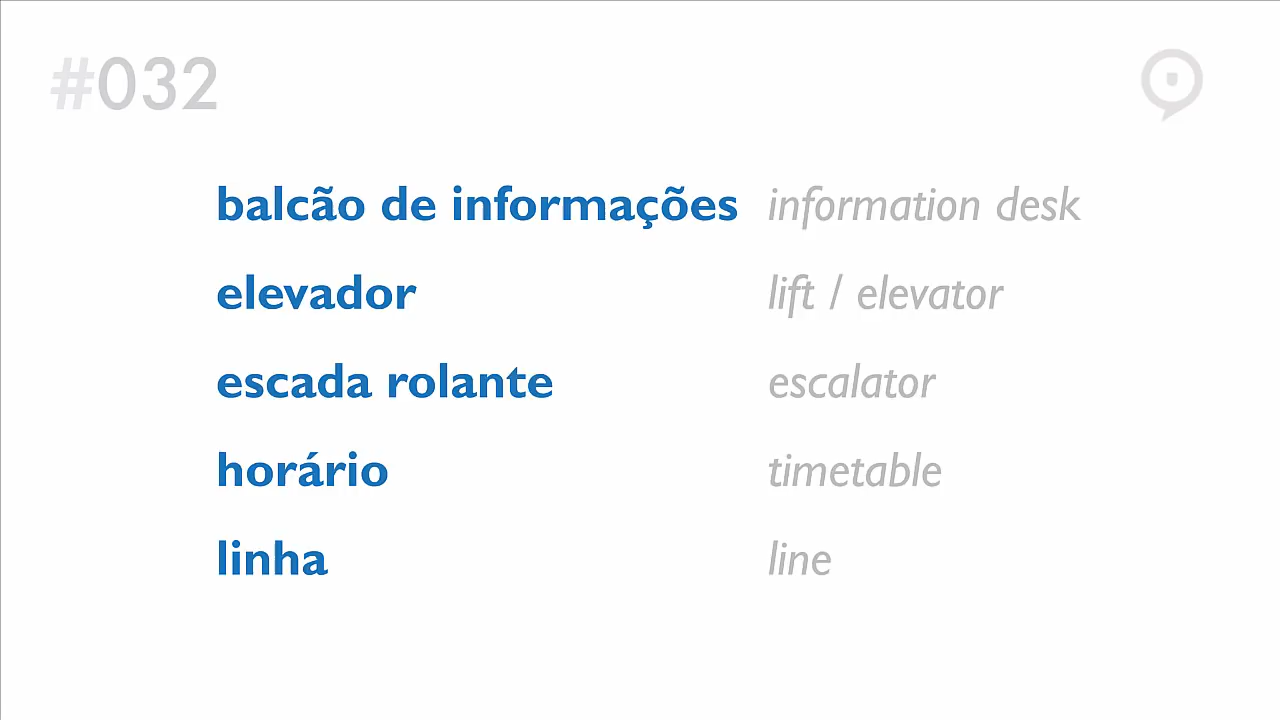 #032
balcão de informações information desk
elevador lift / elevator
escada rolante escalator
horário timetable
linha line